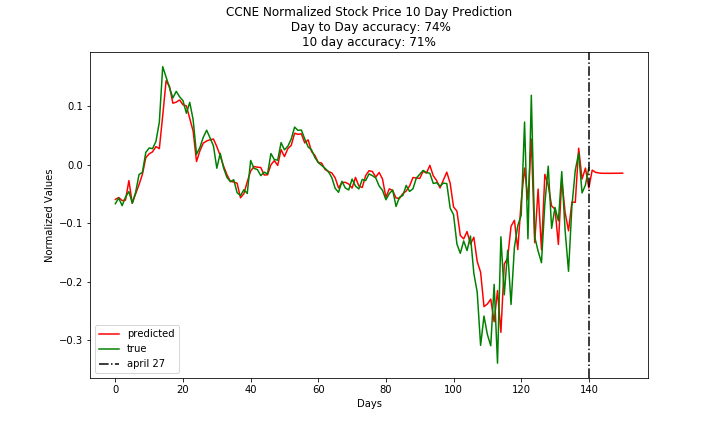 CCNE Normalized Stock Price 10 Day Prediction
Day to Day accuracy: 74%
10 day accuracy: 71%
0.1
0.0
−0.1
−0.2
−0.3
Normalized Values
predicted
true
april 27
0 20 40 60 80 100 120 140
Days